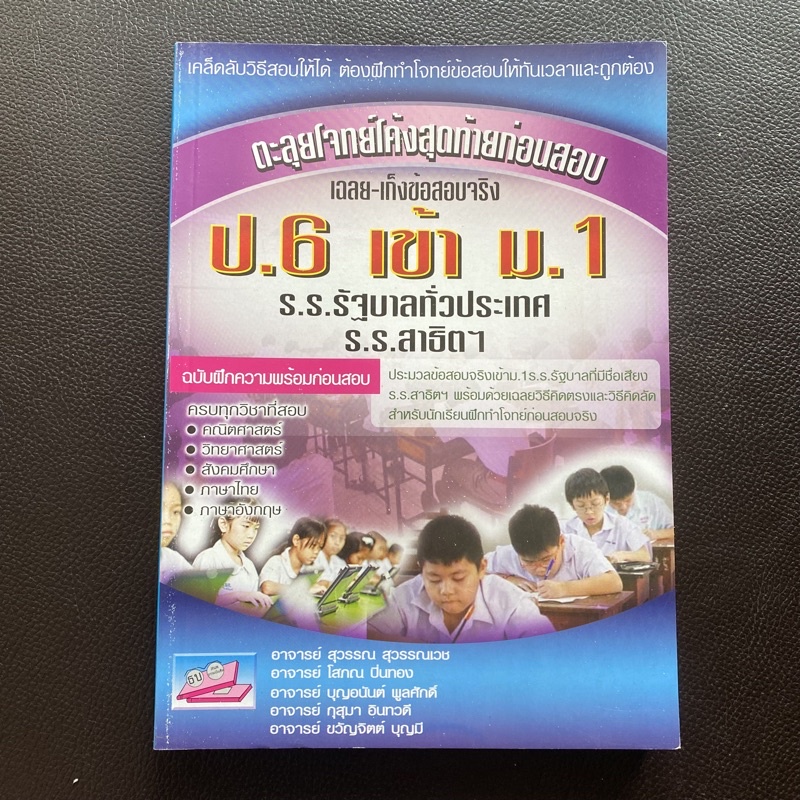 เคล็ดลับวิธีสอบให้ได้ ต้องฝึกทำโจทย์ข้อสอบให้ทันเวลาและถูกต้อง
ตะลุยโจทย์โค้งสุดท้ายก่อนสอบ
เฉลย-เก็งข้อสอบจริง
ป.6 เข้า ม.1
ร.ร.รัฐบาลทั่วประเทศ
ร.ร.สาธิตฯ
ฉบับฝึกความพร้อมก่อนสอบ
ประมวลข้อสอบจริงเข้าม.1ร.ร.รัฐบาลที่มีชื่อเสียง
ร.ร.สาธิตฯ พร้อมด้วยเฉลยวิธีคิดตรงและวิธีคิดลัด
สำหรับนักเรียนฝึกทำโจทย์ก่อนสอบจริง
ครบทุกวิชาที่สอบ
● คณิตศาสตร์
● วิทยาศาสตร์
● สังคมศึกษา
● ภาษาไทย
● ภาษาอังกฤษ
อาจารย์ สุวรรณ สุวรรณเวช
อาจารย์ โสภณ ปิ่นทอง
อาจารย์ บุญอนันต์ พูลศักดิ์
อาจารย์ กุสุมา อินทวดี
อาจารย์ ขวัญจิตต์ บุญมี
ธป